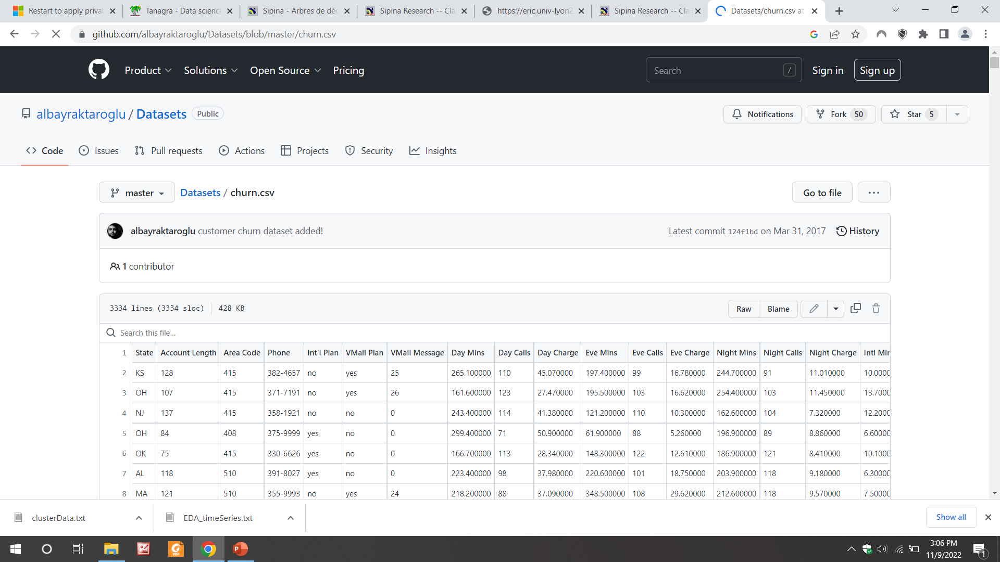 Restart to apply priva
Tanagra - Data science
Sipina - Arbres de déc
Sipina Research -- Cla
https://eric.univ-lyon2
Sipina Research -- Cla
Datasets/churn.csv at
github.com/albayraktaroglu/Datasets/blob/master/churn.csv
Product Solutions Open Source Pricing Search / Sign in Sign up
albayraktaroglu / Datasets Public Notifications Fork 50 Star 5
Code Issues Pull requests Actions Projects Security Insights
master Datasets / churn.csv Go to file ...
albayraktaroglu customer churn dataset added! Latest commit 124f1bd on Mar 31, 2017 History
1 contributor
3334 lines (3334 sloc) 428 KB Raw Blame
Search this file...
1 State Account Length Area Code Phone Int'l Plan VMail Plan VMail Message Day Mins Day Calls Day Charge Eve Mins Eve Calls Eve Charge Night Mins Night Calls Night Charge Intl Min
2 KS 128 415 382-4657 no yes 25 265.100000 110 45.070000 197.400000 99 16.780000 244.700000 91 11.010000 10.0000
3 OH 107 415 371-7191 no yes 26 161.600000 123 27.470000 195.500000 103 16.620000 254.400000 103 11.450000 13.7000
4 NJ 137 415 358-1921 no no 0 243.400000 114 41.380000 121.200000 110 10.300000 162.600000 104 7.320000 12.2000
5 OH 84 408 375-9999 yes no 0 299.400000 71 50.900000 61.900000 88 5.260000 196.900000 89 8.860000 6.60000
6 OK 75 415 330-6626 yes no 0 166.700000 113 28.340000 148.300000 122 12.610000 186.900000 121 8.410000 10.1000
7 AL 118 510 391-8027 yes no 0 223.400000 98 37.980000 220.600000 101 18.750000 203.900000 118 9.180000 6.30000
8 MA 121 510 355-9993 no yes 24 218.200000 88 37.090000 348.500000 108 29.620000 212.600000 118 9.570000 7.50000
clusterData.txt EDA_timeSeries.txt Show all
3:06 PM
11/9/2022
1